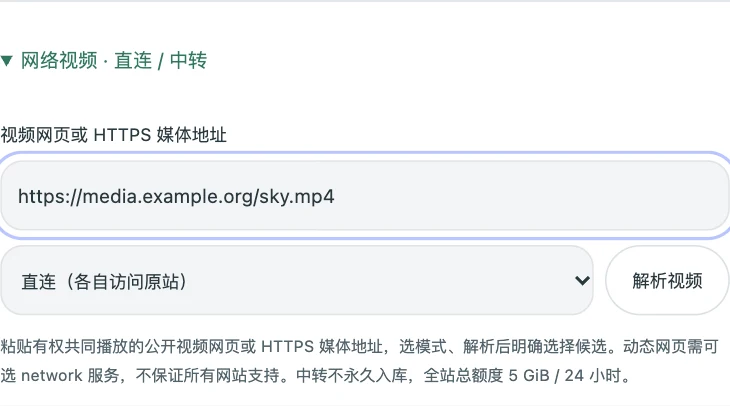 ▼ 网络视频 · 直连 / 中转
视频网页或 HTTPS 媒体地址
https://media.example.org/sky.mp4
直连（各自访问原站）
解析视频
粘贴有权共同播放的公开视频网页或 HTTPS 媒体地址，选模式、解析后明确选择候选。动态网页需可
选 network 服务，不保证所有网站支持。中转不永久入库，全站总额度 5 GiB / 24 小时。